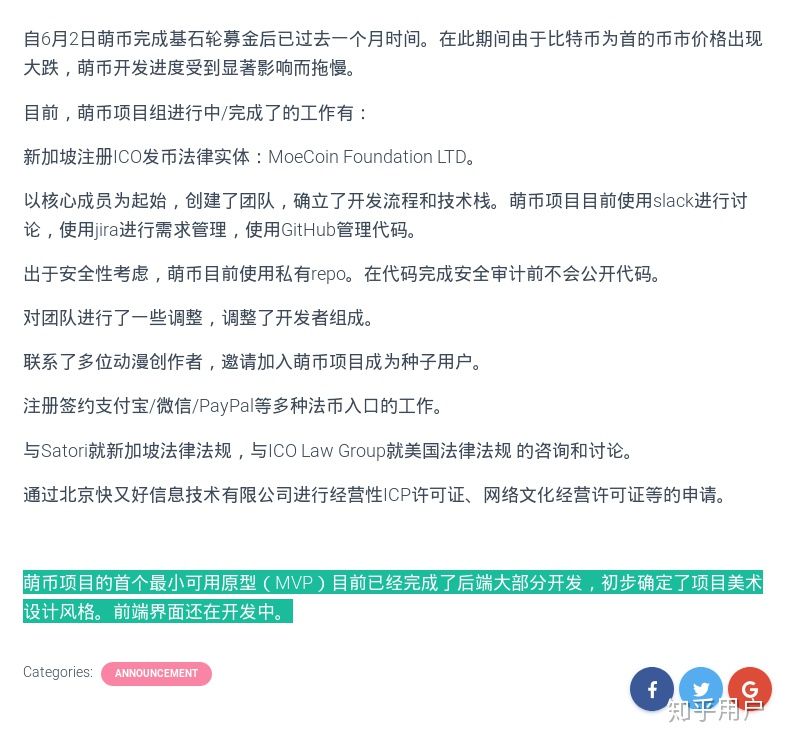 自6月2日萌币完成基石轮募金后已过去一个月时间。在此期间由于比特币为首的币市价格出现
大跌，萌币开发进度受到显著影响而拖慢。
目前，萌币项目组进行中/完成了的工作有：
新加坡注册ICO发币法律实体：MoeCoin Foundation LTD。
以核心成员为起始，创建了团队，确立了开发流程和技术栈。萌币项目目前使用slack进行讨
论，使用jira进行需求管理，使用GitHub管理代码。
出于安全性考虑，萌币目前使用私有repo。在代码完成安全审计前不会公开代码。
对团队进行了一些调整，调整了开发者组成。
联系了多位动漫创作者，邀请加入萌币项目成为种子用户。
注册签约支付宝/微信/PayPal等多种法币入口的工作。
与Satori就新加坡法律法规，与ICO Law Group就美国法律法规 的咨询和讨论。
通过北京快又好信息技术有限公司进行经营性ICP许可证、网络文化经营许可证等的申请。
萌币项目的首个最小可用原型（MVP）目前已经完成了后端大部分开发，初步确定了项目美术
设计风格。前端界面还在开发中。
Categories: ANNOUNCEMENT
知乎用户